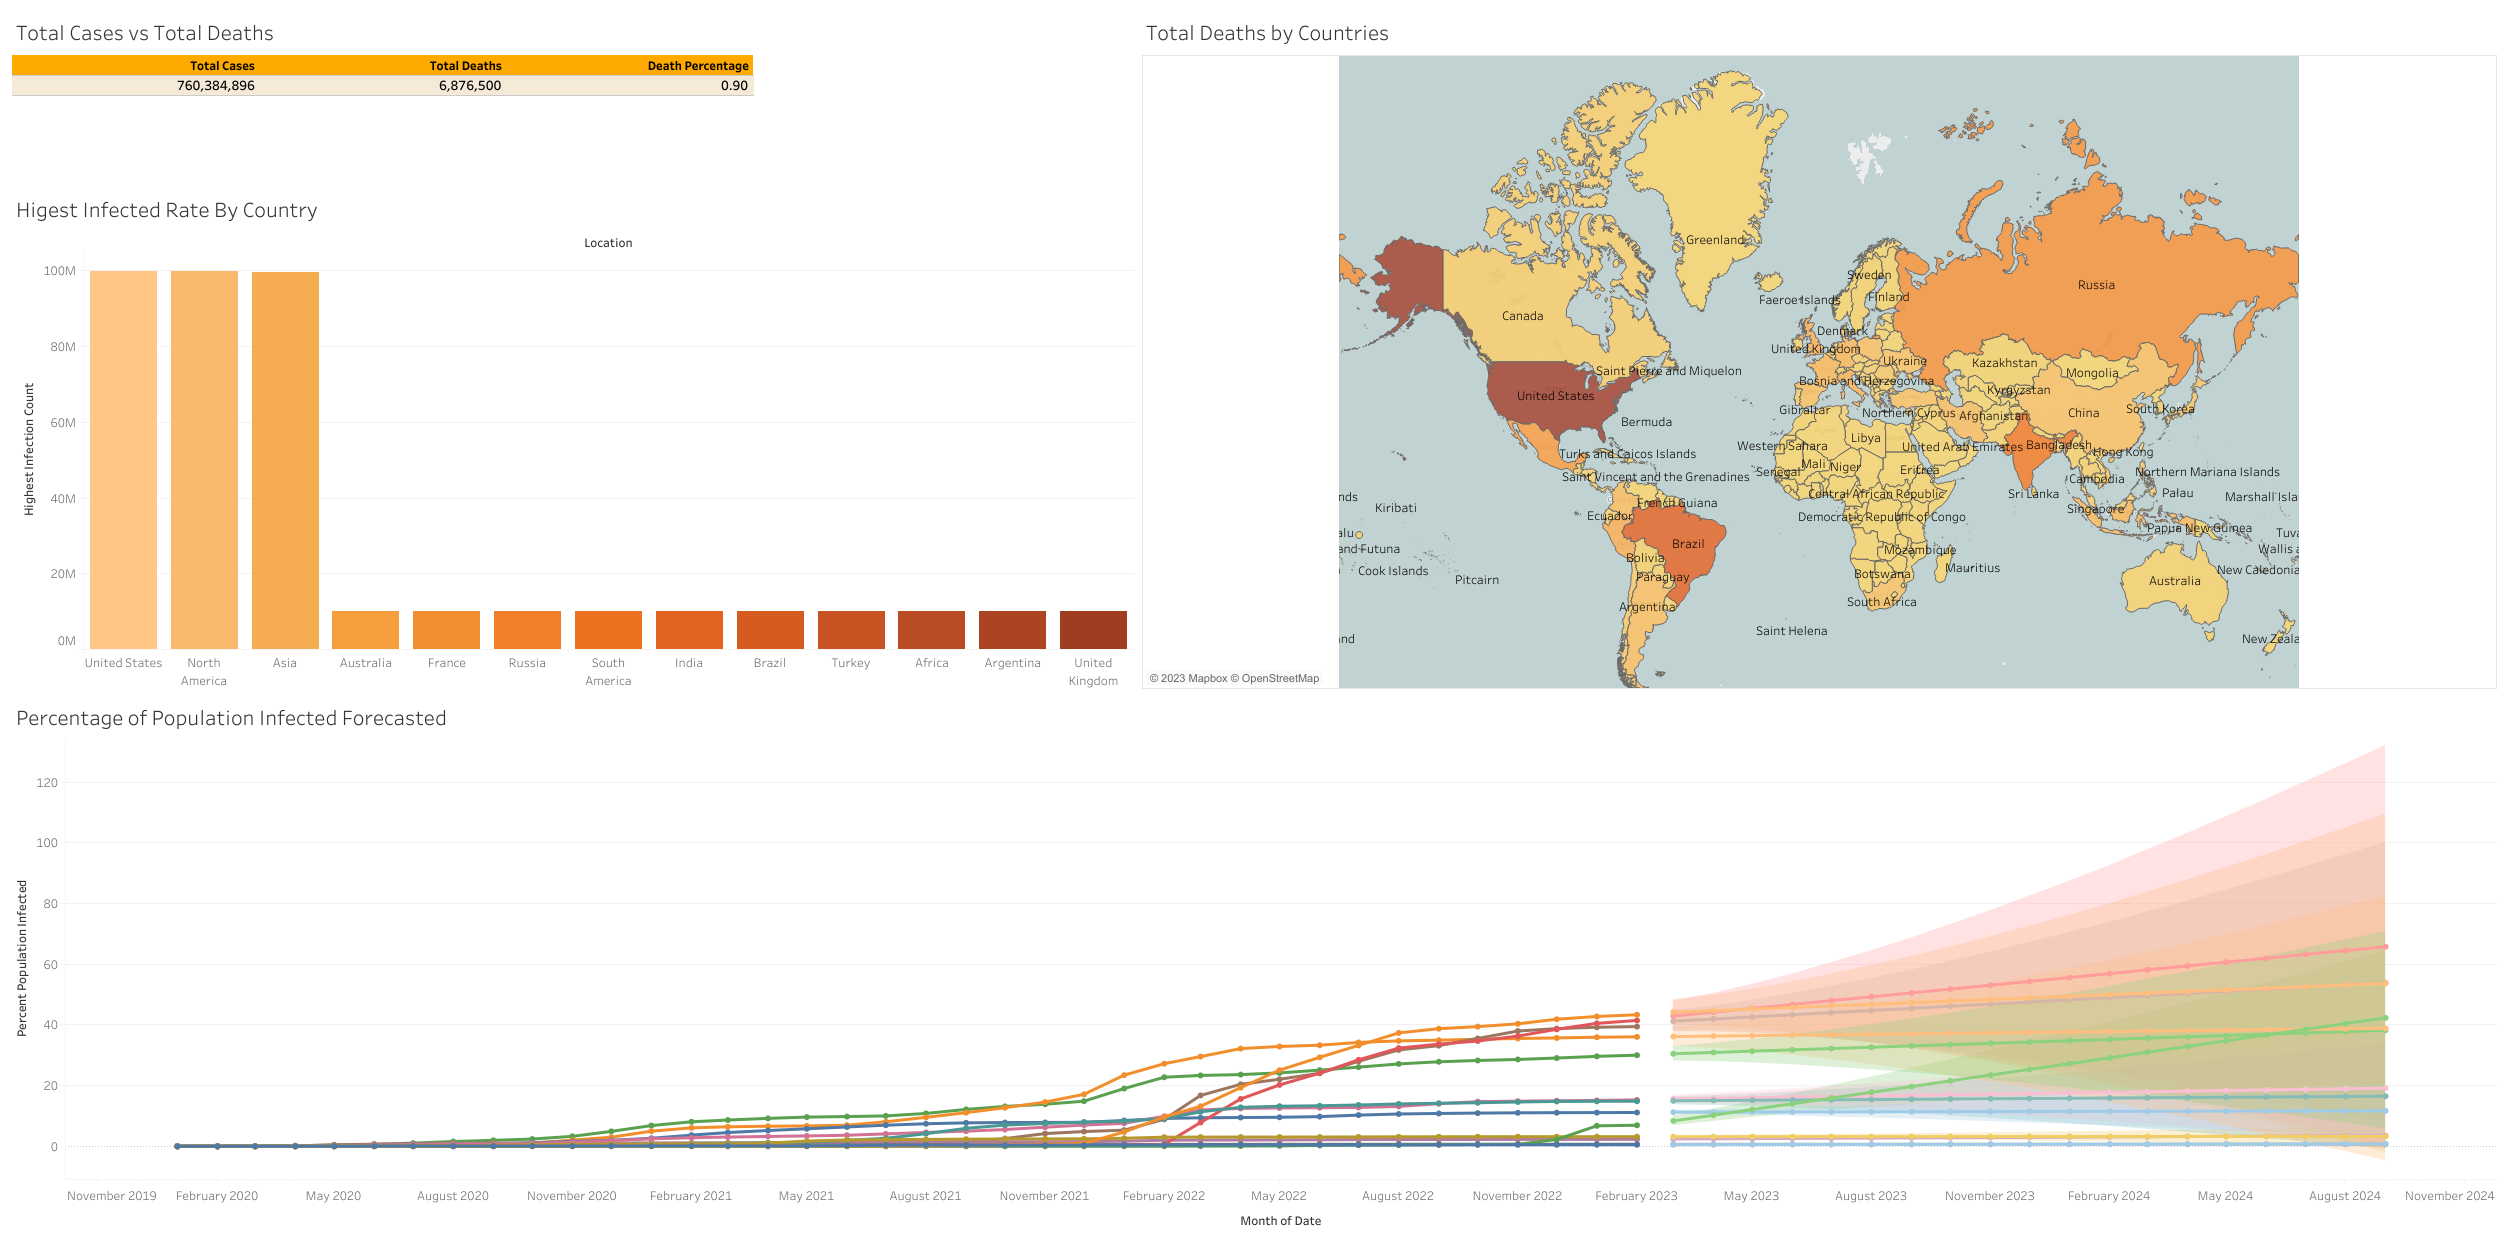 Total Cases vs Total Deaths
Total Cases Total Deaths Death Percentage
760,384,896 6,876,500 0.90
Higest Infected Rate By Country
Location
Highest Infection Count
100M
80M
60M
40M
20M
0M
United States
North America
Asia
Australia
France
Russia
South America
India
Brazil
Turkey
Africa
Argentina
United Kingdom
Total Deaths by Countries
Greenland
Sweden
Russia
Faeroe Islands
Finland
Canada
Denmark
United Kingdom
Ukraine
Kazakhstan
Saint Pierre and Miquelon
Mongolia
Bosnia and Herzegovina
Kyrgyzstan
United States
Gibraltar
Northern Cyprus
Afghanistan
China
South Korea
Bermuda
Libya
Western Sahara
United Arab Emirates
Bangladesh
Hong Kong
Turks and Caicos Islands
Mali
Niger
Senegal
Eritrea
Northern Mariana Islands
Saint Vincent and the Grenadines
Cambodia
nds
Central African Republic
Sri Lanka
Palau
Marshall Isla
French Guiana
Kiribati
Ecuador
Democratic Republic of Congo
Singapore
Papua New Guinea
alu
Tuva
Brazil
and Futuna
Mozambique
Wallis a
Bolivia
Cook Islands
Mauritius
New Caledonia
Paraguay
Pitcairn
Botswana
Australia
Argentina
South Africa
Saint Helena
nd
New Zeala
© 2023 Mapbox © OpenStreetMap
Percentage of Population Infected Forecasted
Percent Population Infected
120
100
80
60
40
20
0
November 2019 February 2020 May 2020 August 2020 November 2020 February 2021 May 2021 August 2021 November 2021 February 2022 May 2022 August 2022 November 2022 February 2023 May 2023 August 2023 November 2023 February 2024 May 2024 August 2024 November 2024
Month of Date